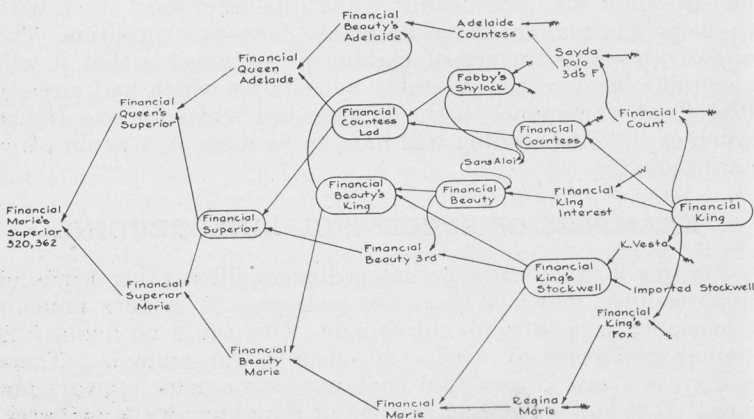 Financial
Beauty's
Adelaide
Adelaide
Countess
Sayda
Polo
3d's F
Financial
Queen
Adelaide
Fabby's
Shylock
Financial
Queen's
Superior
Financial
Countess
Lad
Financial
Count
Financial
Countess
Sans Aloi
Financial
Marie's
Superior
520,362
Financial
Superior
Financial
Beauty's
King
Financial
Beauty
Financial
King
Interest
Financial
King
Financial
Beauty 3rd
K. Vesta
Financial
King's
Stockwell
Imported Stockwell
Financial
Superior
Marie
Financial
King's
Fox
Financial
Beauty
Marie
Financial
Marie
Regina
Marie